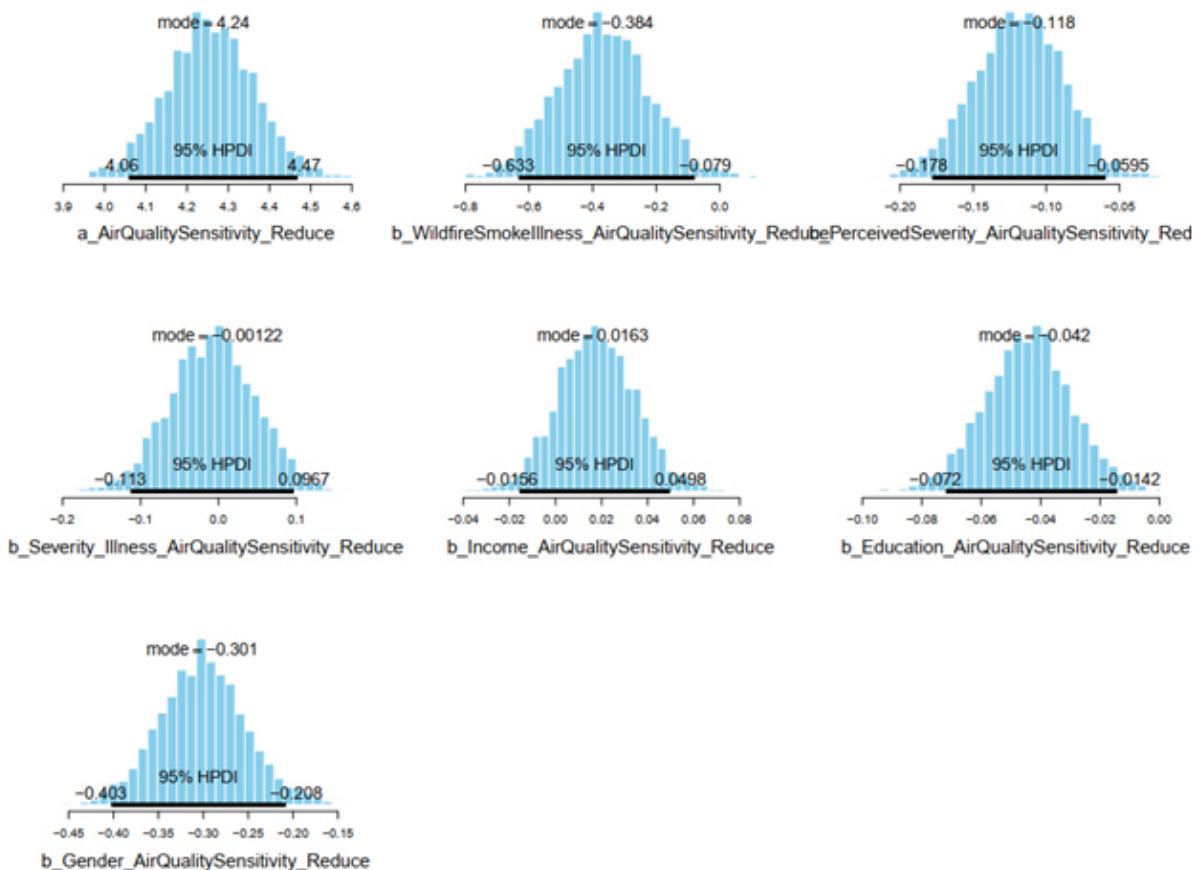 mode = 4.24
95% HPDI
4.06 4.47
3.9 4.0 4.1 4.2 4.3 4.4 4.5 4.6
a_AirQualitySensitivity_Reduce
mode = −0.384
95% HPDI
−0.633 −0.079
−0.8 −0.6 −0.4 −0.2 0.0
b_WildfireSmokeIllness_AirQualitySensitivity_Reduce
mode = −0.118
95% HPDI
−0.178 −0.0595
−0.20 −0.15 −0.10 −0.05
b_PerceivedSeverity_AirQualitySensitivity_Red
mode = −0.00122
95% HPDI
−0.113 0.0967
−0.2 −0.1 0.0 0.1
b_Severity_Illness_AirQualitySensitivity_Reduce
mode = 0.0163
95% HPDI
−0.0156 0.0498
−0.04 −0.02 0.00 0.02 0.04 0.06 0.08
b_Income_AirQualitySensitivity_Reduce
mode = −0.042
95% HPDI
−0.072 −0.0142
−0.10 −0.08 −0.06 −0.04 −0.02 0.00
b_Education_AirQualitySensitivity_Reduce
mode = −0.301
95% HPDI
−0.403 −0.208
−0.45 −0.40 −0.35 −0.30 −0.25 −0.20 −0.15
b_Gender_AirQualitySensitivity_Reduce